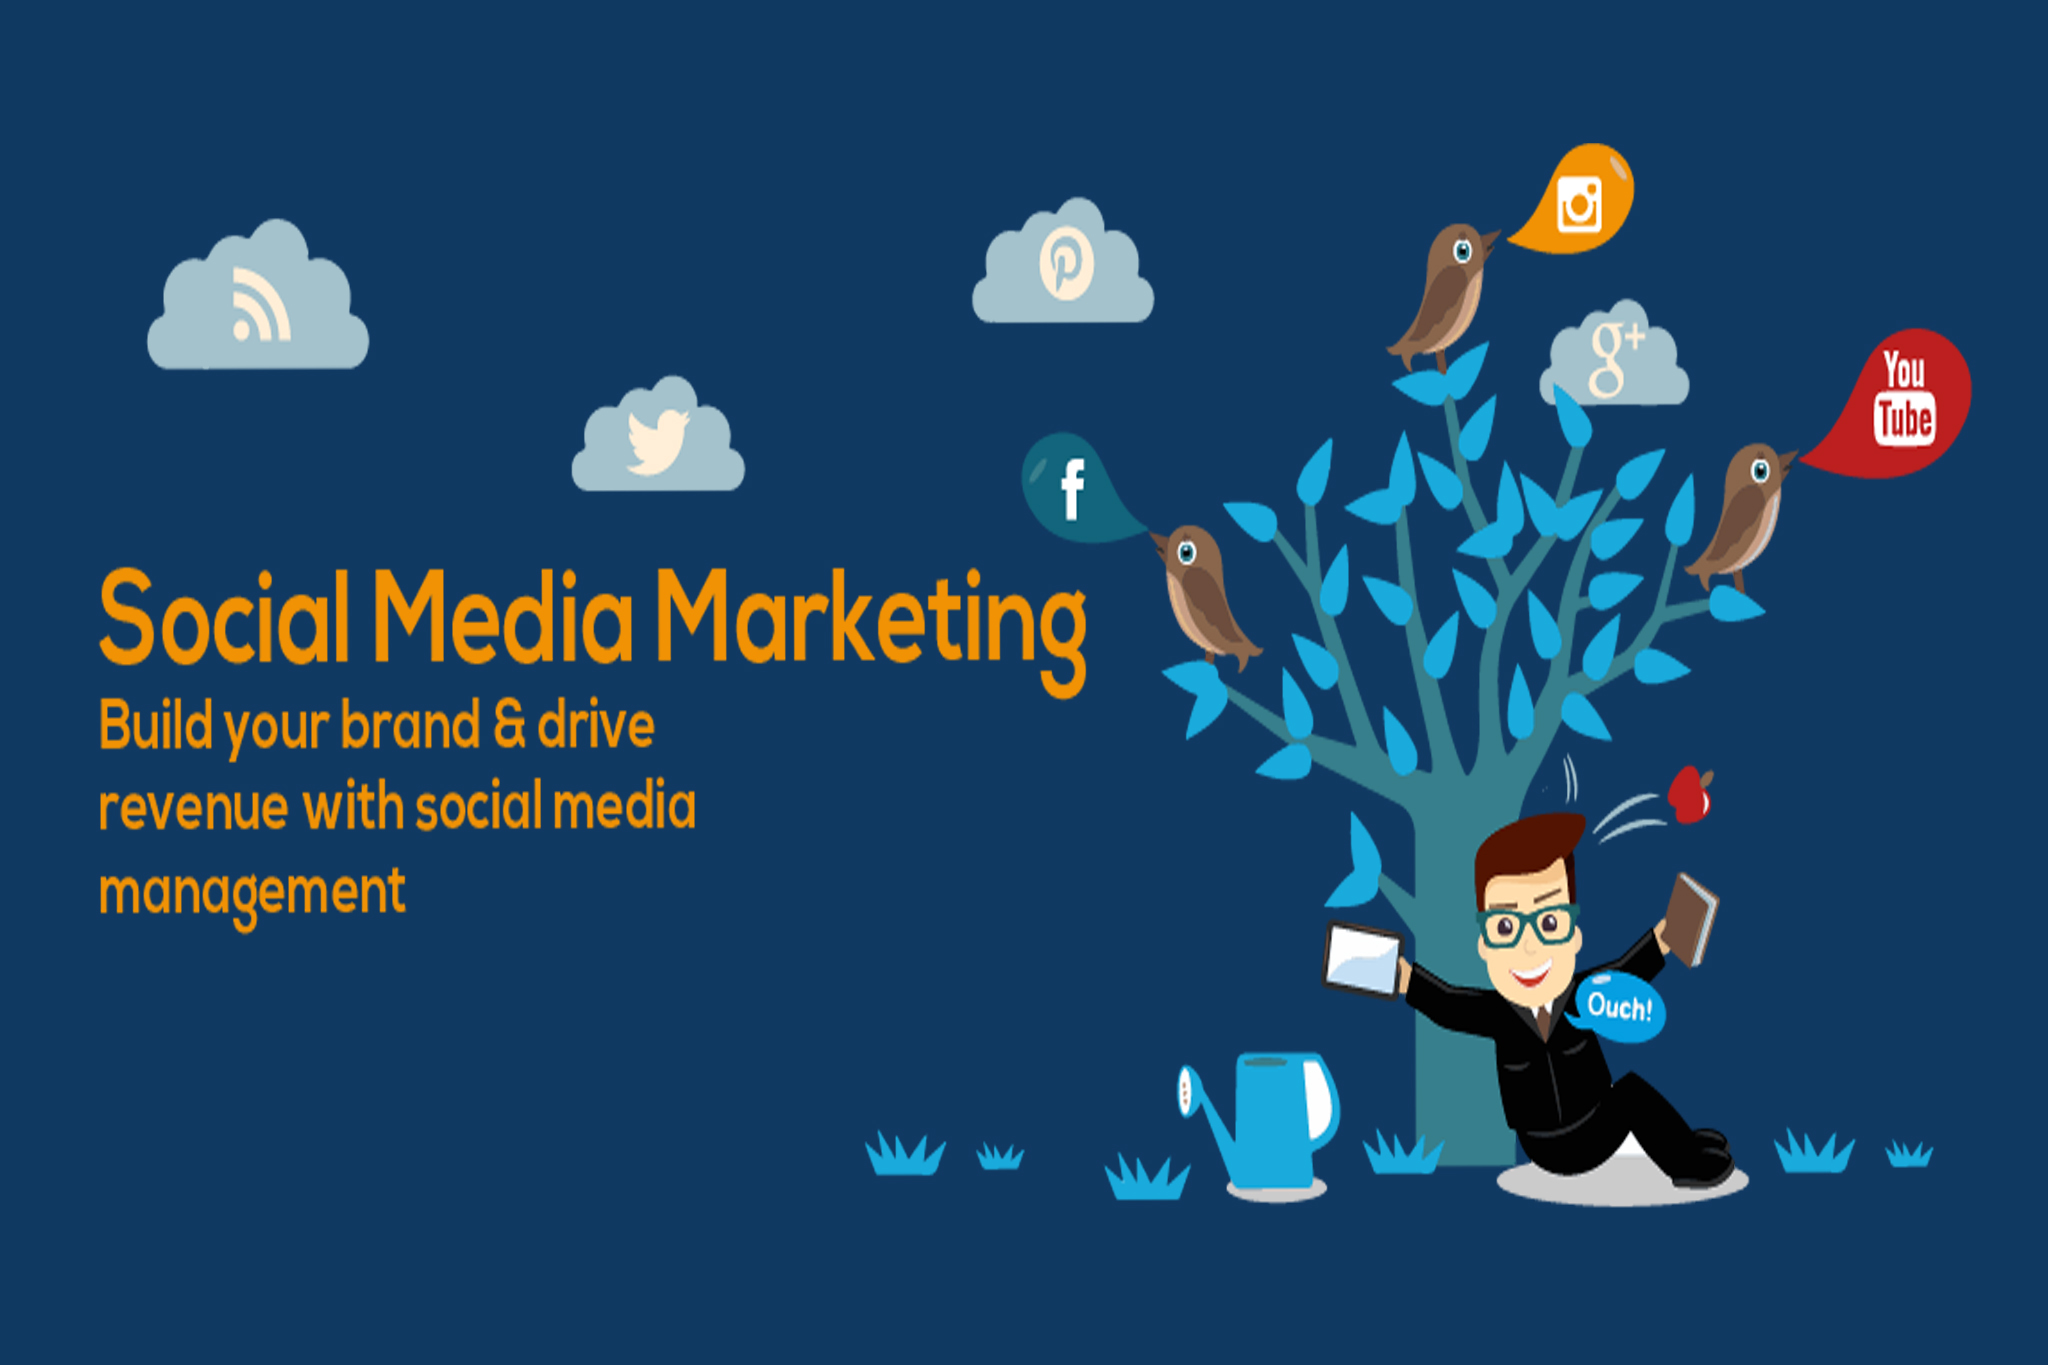 g+
You
Tube
f
Social Media Marketing
Build your brand & drive
revenue with social media
management
Ouch!